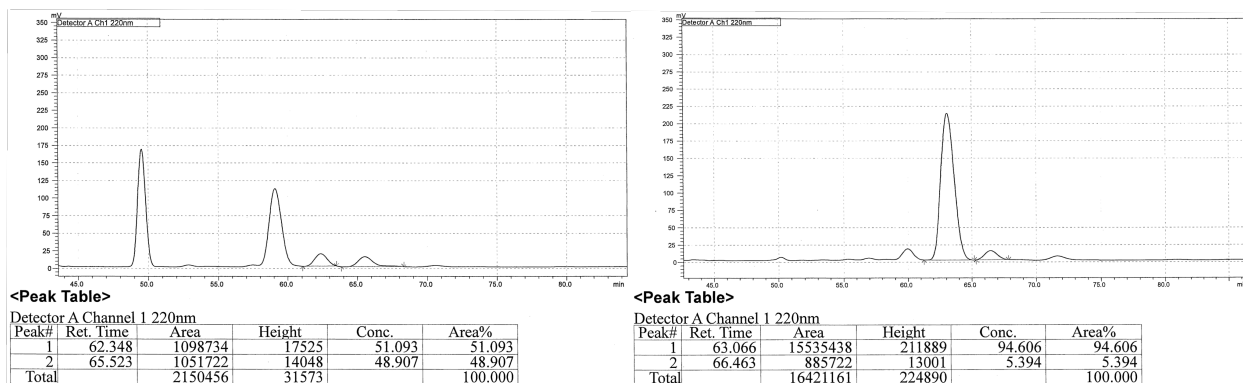 mV
Detector A Ch1 220nm
350
325
300
275
250
225
200
175
150
125
100
75
50
25
0
45.0 50.0 55.0 60.0 65.0 70.0 75.0 80.0 min
<Peak Table>
Detector A Channel 1 220nm
Peak# Ret. Time Area Height Conc. Area%
1 62.348 1098734 17525 51.093 51.093
2 65.523 1051722 14048 48.907 48.907
Total 2150456 31573 100.000
mV
Detector A Ch1 220nm
350
325
300
275
250
225
200
175
150
125
100
75
50
25
0
45.0 50.0 55.0 60.0 65.0 70.0 75.0 80.0
<Peak Table>
Detector A Channel 1 220nm
Peak# Ret. Time Area Height Conc. Area%
1 63.066 15535438 211889 94.606 94.606
2 66.463 885722 13001 5.394 5.394
Total 16421161 224890 100.000